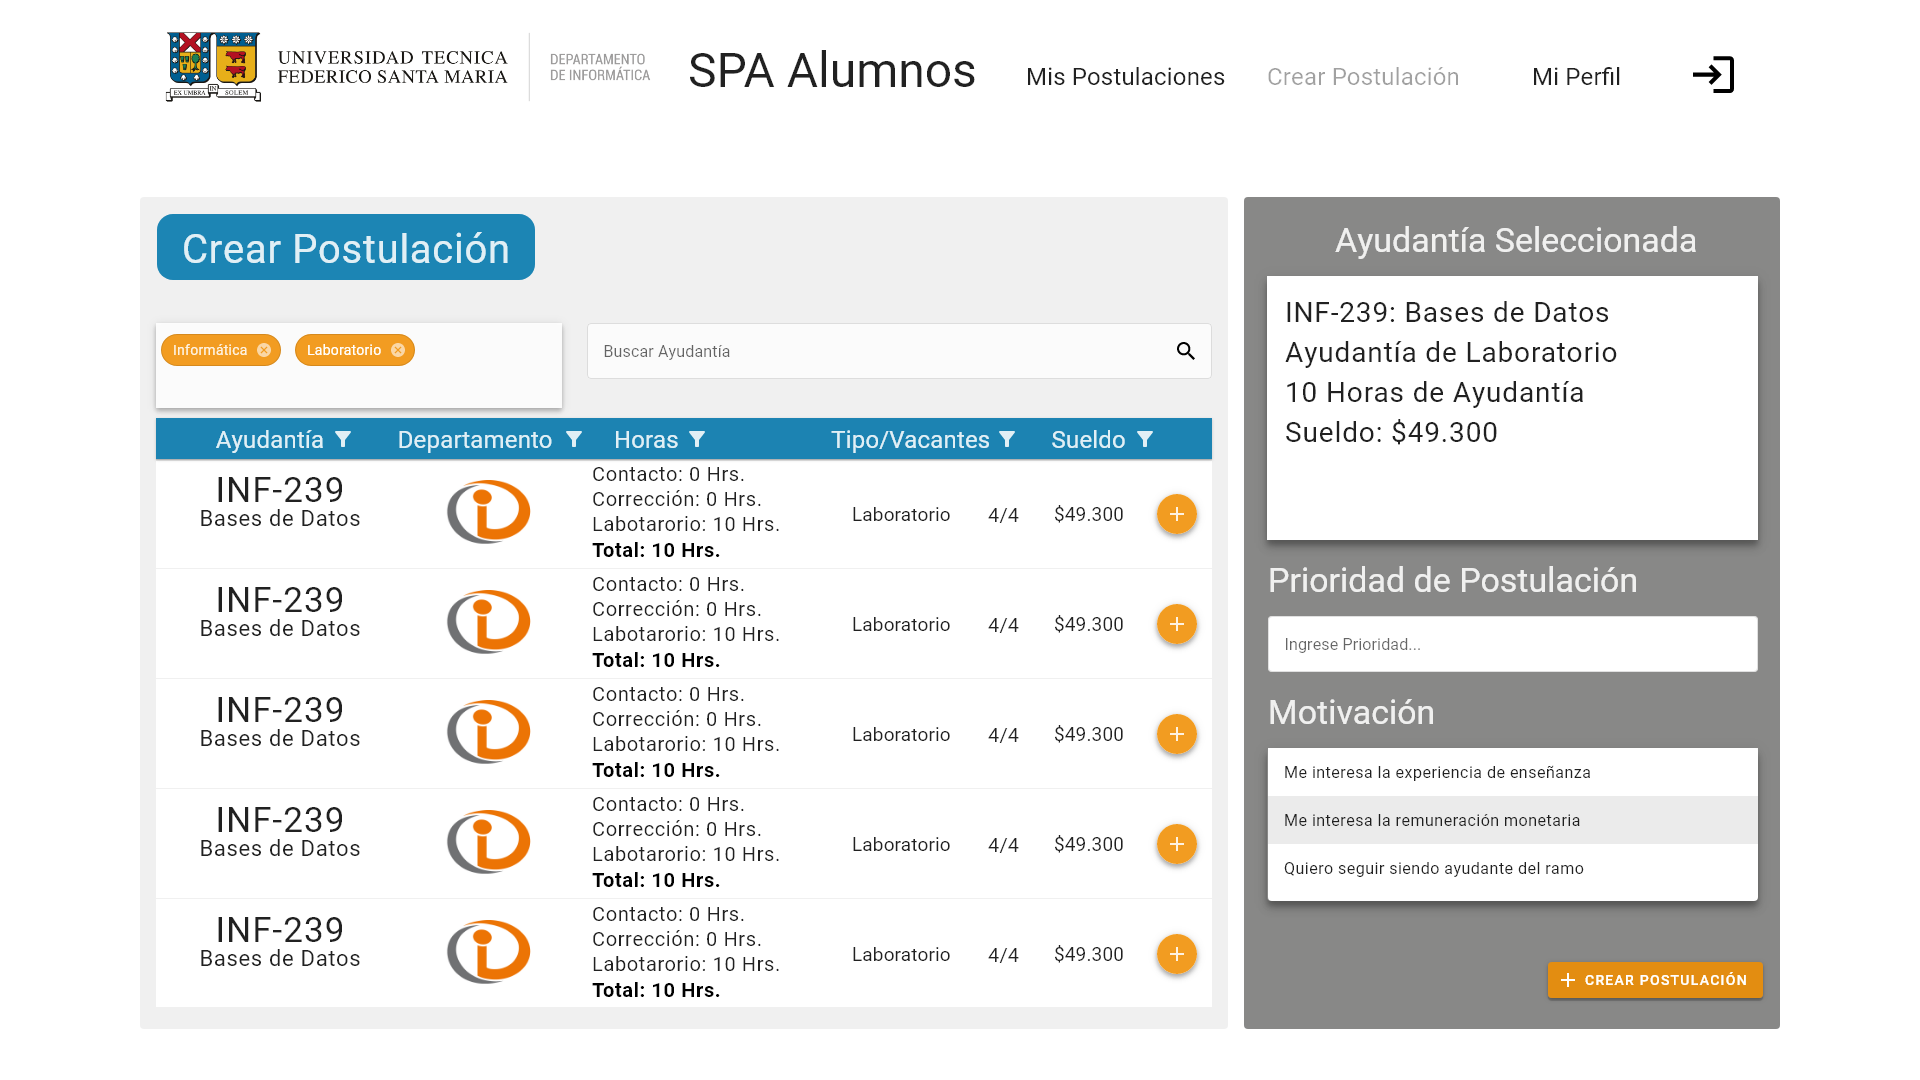 UNIVERSIDAD TECNICA
FEDERICO SANTA MARIA
EX UMBRA IN SOLEM
DEPARTAMENTO
DE INFORMÁTICA
SPA Alumnos
Mis Postulaciones
Crear Postulación
Mi Perfil
Crear Postulación
Informática
Laboratorio
Buscar Ayudantía
Ayudantía Departamento Horas Tipo/Vacantes Sueldo
INF-239
Bases de Datos
Contacto: 0 Hrs.
Corrección: 0 Hrs.
Labotarorio: 10 Hrs.
Total: 10 Hrs.
Laboratorio 4/4 $49.300
INF-239
Bases de Datos
Contacto: 0 Hrs.
Corrección: 0 Hrs.
Labotarorio: 10 Hrs.
Total: 10 Hrs.
Laboratorio 4/4 $49.300
INF-239
Bases de Datos
Contacto: 0 Hrs.
Corrección: 0 Hrs.
Labotarorio: 10 Hrs.
Total: 10 Hrs.
Laboratorio 4/4 $49.300
INF-239
Bases de Datos
Contacto: 0 Hrs.
Corrección: 0 Hrs.
Labotarorio: 10 Hrs.
Total: 10 Hrs.
Laboratorio 4/4 $49.300
INF-239
Bases de Datos
Contacto: 0 Hrs.
Corrección: 0 Hrs.
Labotarorio: 10 Hrs.
Total: 10 Hrs.
Laboratorio 4/4 $49.300
Ayudantía Seleccionada
INF-239: Bases de Datos
Ayudantía de Laboratorio
10 Horas de Ayudantía
Sueldo: $49.300
Prioridad de Postulación
Ingrese Prioridad...
Motivación
Me interesa la experiencia de enseñanza
Me interesa la remuneración monetaria
Quiero seguir siendo ayudante del ramo
CREAR POSTULACIÓN